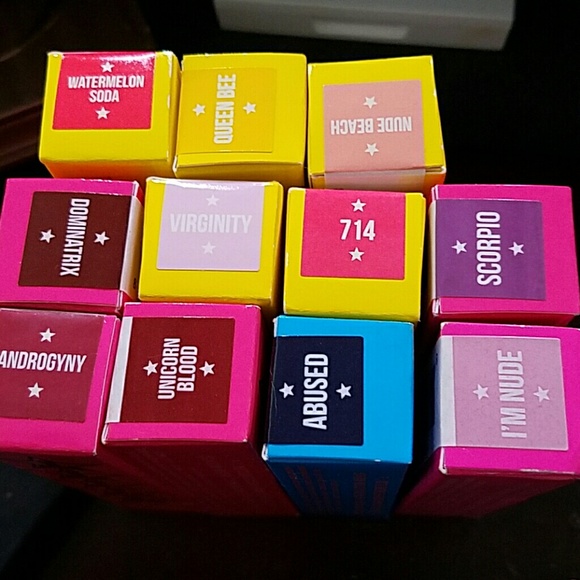 WATERMELON
SODA
QUEEN BEE
NUDE BEACH
DOMINATRIX
VIRGINITY
714
SCORPIO
ANDROGYNY
UNICORN
BLOOD
ABUSED
I'M NUDE